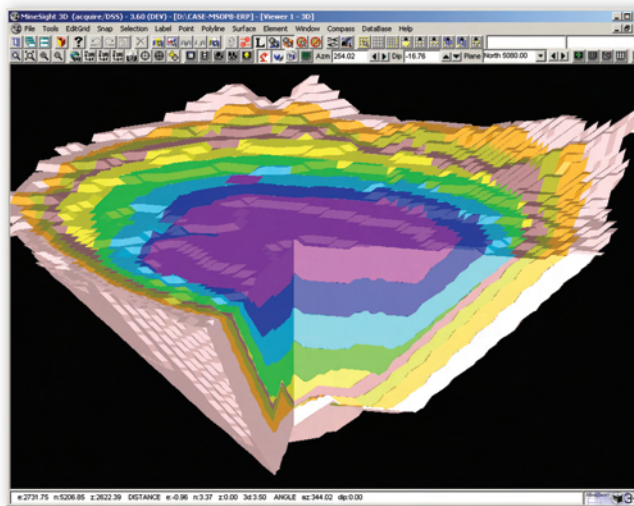 MineSight 3D (acquire/DSS) - 3.60 (DEV) - [D:\CASE-MSOPB-ERP] - [Viewer 1 - 3D]
File Tools EditGrid Snap Selection Label Point Polyline Surface Element Window Compass DataBase Help
L
Azm 254.02 Dip -16.76 Plane North 5080.00
e:2731.75 n:5206.85 z:2622.39 DISTANCE e:-0.96 n:3.37 z:0.00 3d:3.50 ANGLE az:344.02 dip:0.00